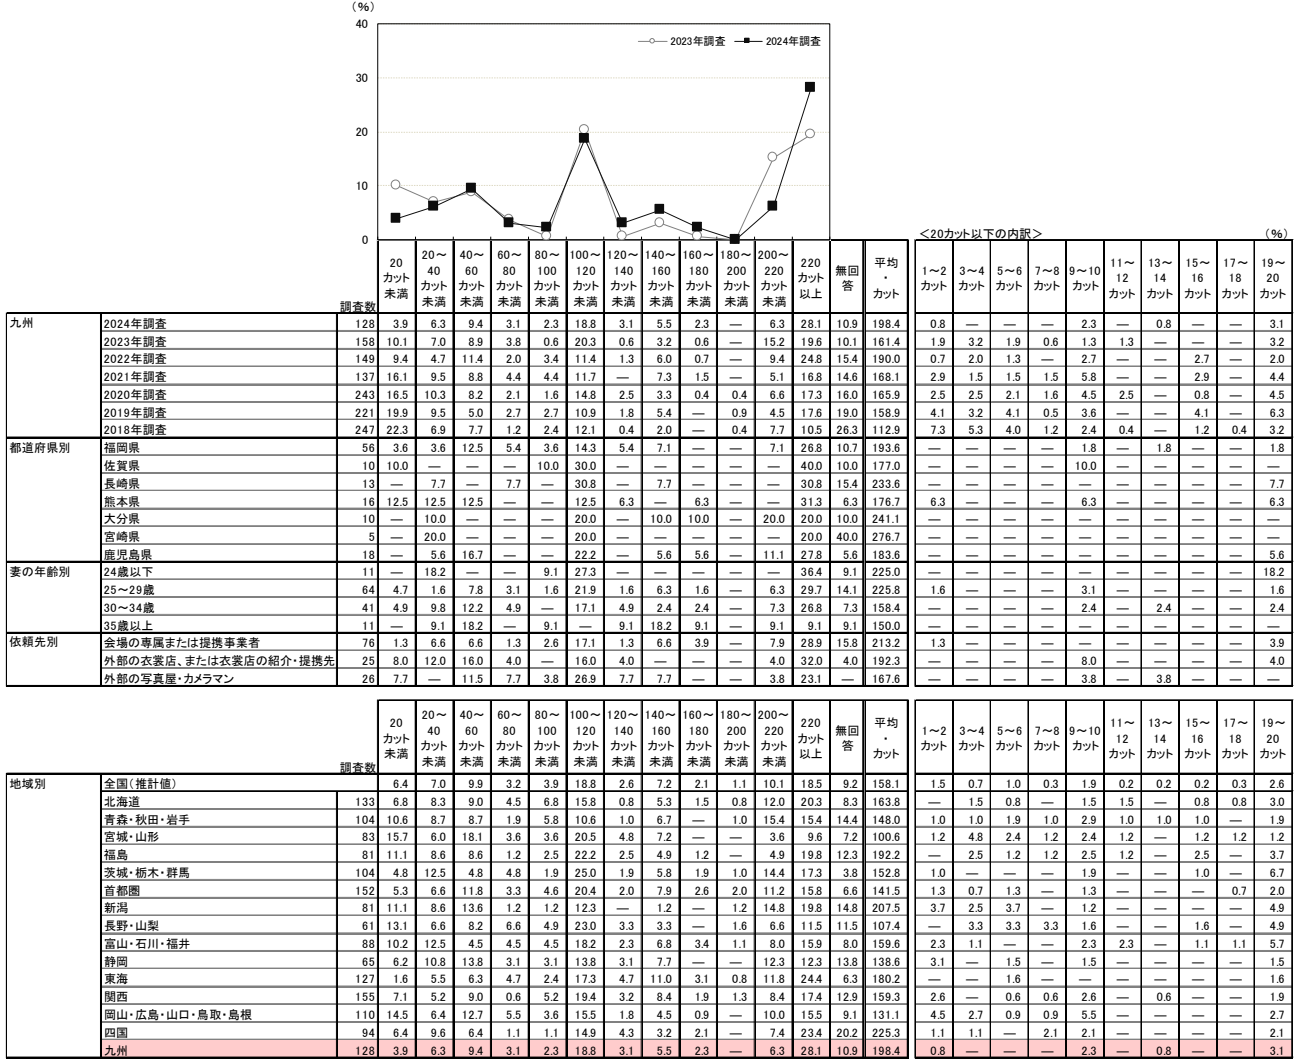 (%)
40
30
20
10
0
2023年調査 2024年調査
<20カット以下の内訳> (%)
調査数 20カット未満 20～40カット未満 40～60カット未満 60～80カット未満 80～100カット未満 100～120カット未満 120～140カット未満 140～160カット未満 160～180カット未満 180～200カット未満 200～220カット未満 220カット以上 無回答 平均・カット 1～2カット 3～4カット 5～6カット 7～8カット 9～10カット 11～12カット 13～14カット 15～16カット 17～18カット 19～20カット
九州 2024年調査 128 3.9 6.3 9.4 3.1 2.3 18.8 3.1 5.5 2.3 — 6.3 28.1 10.9 198.4 0.8 — — — 2.3 — 0.8 — — 3.1
2023年調査 158 10.1 7.0 8.9 3.8 0.6 20.3 0.6 3.2 0.6 — 15.2 19.6 10.1 161.4 1.9 3.2 1.9 0.6 1.3 1.3 — — — 3.2
2022年調査 149 9.4 4.7 11.4 2.0 3.4 11.4 1.3 6.0 0.7 — 9.4 24.8 15.4 190.0 0.7 2.0 1.3 — 2.7 — — 2.7 — 2.0
2021年調査 137 16.1 9.5 8.8 4.4 4.4 11.7 — 7.3 1.5 — 5.1 16.8 14.6 168.1 2.9 1.5 1.5 1.5 5.8 — — 2.9 — 4.4
2020年調査 243 16.5 10.3 8.2 2.1 1.6 14.8 2.5 3.3 0.4 0.4 6.6 17.3 16.0 165.9 2.5 2.5 2.1 1.6 4.5 2.5 — 0.8 — 4.5
2019年調査 221 19.9 9.5 5.0 2.7 2.7 10.9 1.8 5.4 — 0.9 4.5 17.6 19.0 158.9 4.1 3.2 4.1 0.5 3.6 — — 4.1 — 6.3
2018年調査 247 22.3 6.9 7.7 1.2 2.4 12.1 0.4 2.0 — 0.4 7.7 10.5 26.3 112.9 7.3 5.3 4.0 1.2 2.4 0.4 — 1.2 0.4 3.2
都道府県別 福岡県 56 3.6 3.6 12.5 5.4 3.6 14.3 5.4 7.1 — — 7.1 26.8 10.7 193.6 — — — — 1.8 — 1.8 — — 1.8
佐賀県 10 10.0 — — — 10.0 30.0 — — — — — 40.0 10.0 177.0 — — — — 10.0 — — — — —
長崎県 13 — 7.7 — 7.7 — 30.8 — 7.7 — — — 30.8 15.4 233.6 — — — — — — — — — 7.7
熊本県 16 12.5 12.5 12.5 — — 12.5 6.3 — 6.3 — — 31.3 6.3 176.7 6.3 — — — 6.3 — — — — 6.3
大分県 10 — 10.0 — — — 20.0 — 10.0 10.0 — 20.0 20.0 10.0 241.1 — — — — — — — — — —
宮崎県 5 — 20.0 — — — 20.0 — — — — — 20.0 40.0 276.7 — — — — — — — — — —
鹿児島県 18 — 5.6 16.7 — — 22.2 — 5.6 5.6 — 11.1 27.8 5.6 183.6 — — — — — — — — — 5.6
妻の年齢別 24歳以下 11 — 18.2 — — 9.1 27.3 — — — — — 36.4 9.1 225.0 — — — — — — — — — 18.2
25～29歳 64 4.7 1.6 7.8 3.1 1.6 21.9 1.6 6.3 1.6 — 6.3 29.7 14.1 225.8 1.6 — — — 3.1 — — — — 1.6
30～34歳 41 4.9 9.8 12.2 4.9 — 17.1 4.9 2.4 2.4 — 7.3 26.8 7.3 158.4 — — — — 2.4 — 2.4 — — 2.4
35歳以上 11 — 9.1 18.2 — 9.1 — 9.1 18.2 9.1 — 9.1 9.1 9.1 150.0 — — — — — — — — — —
依頼先別 会場の専属または提携事業者 76 1.3 6.6 6.6 1.3 2.6 17.1 1.3 6.6 3.9 — 7.9 28.9 15.8 213.2 1.3 — — — — — — — — 3.9
外部の衣裳店、または衣裳店の紹介・提携先 25 8.0 12.0 16.0 4.0 — 16.0 4.0 — — — 4.0 32.0 4.0 192.3 — — — — 8.0 — — — — 4.0
外部の写真屋・カメラマン 26 7.7 — 11.5 7.7 3.8 26.9 7.7 7.7 — — 3.8 23.1 — 167.6 — — — — 3.8 — 3.8 — — —
調査数 20カット未満 20～40カット未満 40～60カット未満 60～80カット未満 80～100カット未満 100～120カット未満 120～140カット未満 140～160カット未満 160～180カット未満 180～200カット未満 200～220カット未満 220カット以上 無回答 平均・カット 1～2カット 3～4カット 5～6カット 7～8カット 9～10カット 11～12カット 13～14カット 15～16カット 17～18カット 19～20カット
地域別 全国(推計値) 6.4 7.0 9.9 3.2 3.9 18.8 2.6 7.2 2.1 1.1 10.1 18.5 9.2 158.1 1.5 0.7 1.0 0.3 1.9 0.2 0.2 0.2 0.3 2.6
北海道 133 6.8 8.3 9.0 4.5 6.8 15.8 0.8 5.3 1.5 0.8 12.0 20.3 8.3 163.8 — 1.5 0.8 — 1.5 1.5 — 0.8 0.8 3.0
青森・秋田・岩手 104 10.6 8.7 8.7 1.9 5.8 10.6 1.0 6.7 — 1.0 15.4 15.4 14.4 148.0 1.0 1.0 1.9 1.0 2.9 1.0 1.0 1.0 — 1.9
宮城・山形 83 15.7 6.0 18.1 3.6 3.6 20.5 4.8 7.2 — — 3.6 9.6 7.2 100.6 1.2 4.8 2.4 1.2 2.4 1.2 — 1.2 1.2 1.2
福島 81 11.1 8.6 8.6 1.2 2.5 22.2 2.5 4.9 1.2 — 4.9 19.8 12.3 192.2 — 2.5 1.2 1.2 2.5 1.2 — 2.5 — 3.7
茨城・栃木・群馬 104 4.8 12.5 4.8 4.8 1.9 25.0 1.9 5.8 1.9 1.0 14.4 17.3 3.8 152.8 1.0 — — — 1.9 — — 1.0 — 6.7
首都圏 152 5.3 6.6 11.8 3.3 4.6 20.4 2.0 7.9 2.6 2.0 11.2 15.8 6.6 141.5 1.3 0.7 1.3 — 1.3 — — — 0.7 2.0
新潟 81 11.1 8.6 13.6 1.2 1.2 12.3 — 1.2 — 1.2 14.8 19.8 14.8 207.5 3.7 2.5 3.7 — 1.2 — — — — 4.9
長野・山梨 61 13.1 6.6 8.2 6.6 4.9 23.0 3.3 3.3 — 1.6 6.6 11.5 11.5 107.4 — 3.3 3.3 3.3 1.6 — — 1.6 — 4.9
富山・石川・福井 88 10.2 12.5 4.5 4.5 4.5 18.2 2.3 6.8 3.4 1.1 8.0 15.9 8.0 159.6 2.3 1.1 — — 2.3 2.3 — 1.1 1.1 5.7
静岡 65 6.2 10.8 13.8 3.1 3.1 13.8 3.1 7.7 — — 12.3 12.3 13.8 138.6 3.1 — 1.5 — 1.5 — — — — 1.5
東海 127 1.6 5.5 6.3 4.7 2.4 17.3 4.7 11.0 3.1 0.8 11.8 24.4 6.3 180.2 — — 1.6 — — — — — — 1.6
関西 155 7.1 5.2 9.0 0.6 5.2 19.4 3.2 8.4 1.9 1.3 8.4 17.4 12.9 159.3 2.6 — 0.6 0.6 2.6 — 0.6 — — 1.9
岡山・広島・山口・鳥取・島根 110 14.5 6.4 12.7 5.5 3.6 15.5 1.8 4.5 0.9 — 10.0 15.5 9.1 131.1 4.5 2.7 0.9 0.9 5.5 — — — — 2.7
四国 94 6.4 9.6 6.4 1.1 1.1 14.9 4.3 3.2 2.1 — 7.4 23.4 20.2 225.3 1.1 1.1 — 2.1 2.1 — — — — 2.1
九州 128 3.9 6.3 9.4 3.1 2.3 18.8 3.1 5.5 2.3 — 6.3 28.1 10.9 198.4 0.8 — — — 2.3 — 0.8 — — 3.1